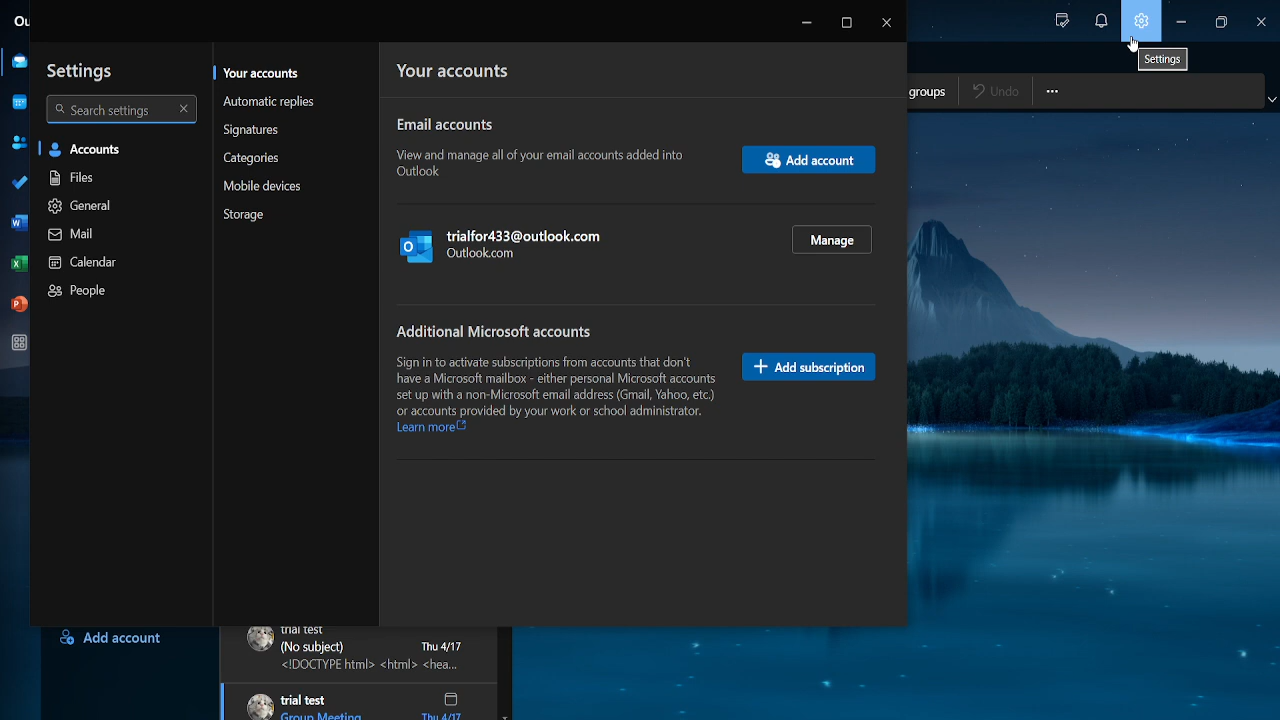 Ou
Settings
groups
Undo
Settings
Search settings
Accounts
Files
General
Mail
Calendar
People
Your accounts
Automatic replies
Signatures
Categories
Mobile devices
Storage
Your accounts
Email accounts
View and manage all of your email accounts added into
Outlook
Add account
trialfor433@outlook.com
Outlook.com
Manage
Additional Microsoft accounts
Sign in to activate subscriptions from accounts that don't
have a Microsoft mailbox - either personal Microsoft accounts
set up with a non-Microsoft email address (Gmail, Yahoo, etc.)
or accounts provided by your work or school administrator.
Learn more
Add subscription
Add account
trial test
(No subject)
Thu 4/17
<!DOCTYPE html> <html> <hea...
trial test
Group Meeting
Thu 4/17